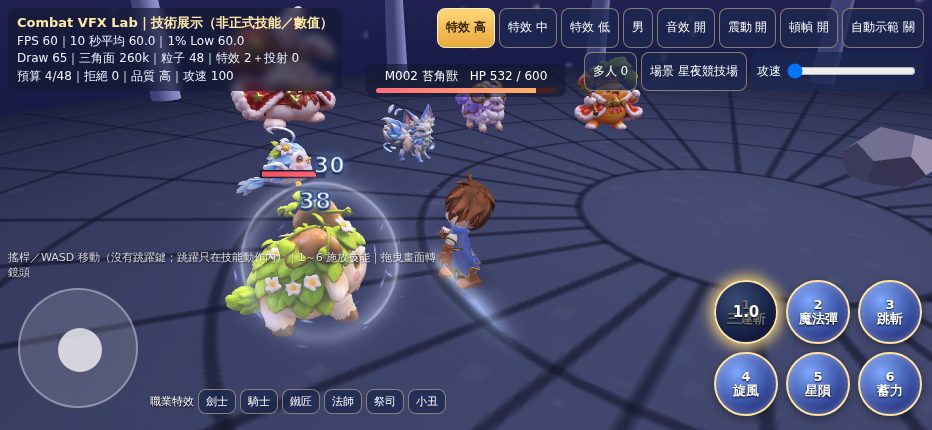 Combat VFX Lab｜技術展示（非正式技能／數值）
FPS 60｜10 秒平均 60.0｜1% Low 60.0
Draw 65｜三角面 260k｜粒子 48｜特效 2＋投射 0
預算 4/48｜拒絕 0｜品質 高｜攻速 100
特效 高
特效 中
特效 低
男
音效 開
震動 開
頓幀 開
自動示範 關
多人 0
場景 星夜競技場
攻速
M002 苔角獸 HP 532 / 600
30
38
搖桿／WASD 移動（沒有跳躍鍵；跳躍只在技能動作內）｜1～6 施放技能｜拖曳畫面轉
鏡頭
1
三連斬
1.0
2
魔法彈
3
跳斬
4
旋風
5
星隕
6
蓄力
職業特效
劍士
騎士
鐵匠
法師
祭司
小丑